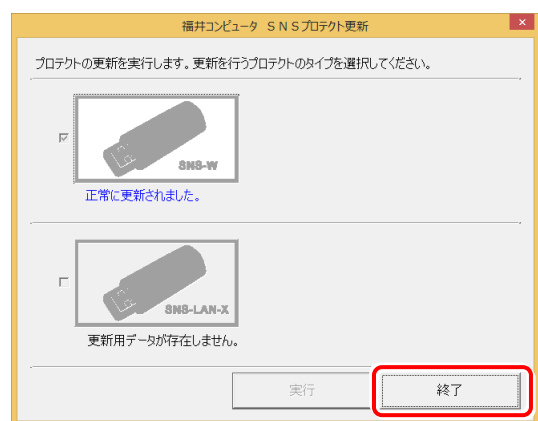 福井コンピュータ SNSプロテクト更新
プロテクトの更新を実行します。更新を行うプロテクトのタイプを選択してください。
SNS-W
正常に更新されました。
SNS-LAN-X
更新用データが存在しません。
実行
終了